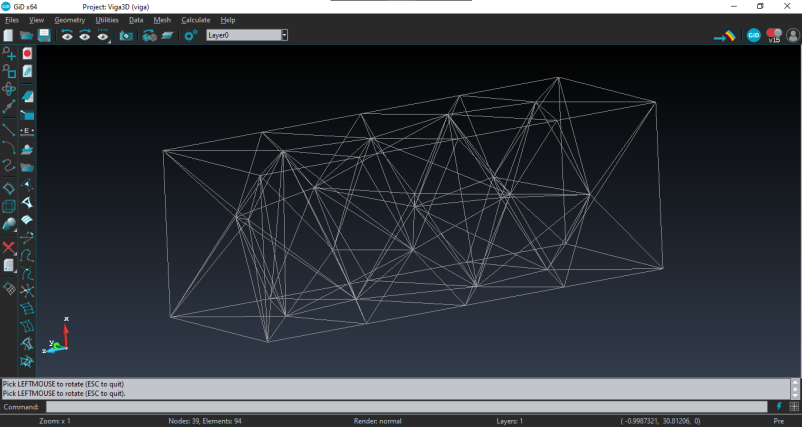 GiD x64 Project: Viga3D (viga)
Files View Geometry Utilities Data Mesh Calculate Help
Layer0
GiD
v15
E
x
y
z
Pick LEFTMOUSE to rotate (ESC to quit)
Pick LEFTMOUSE to rotate (ESC to quit).
Command:
Zoom: x 1 Nodes: 39, Elements: 94 Render: normal Layers: 1 ( -0.9987321, 30.81206, 0) Pre